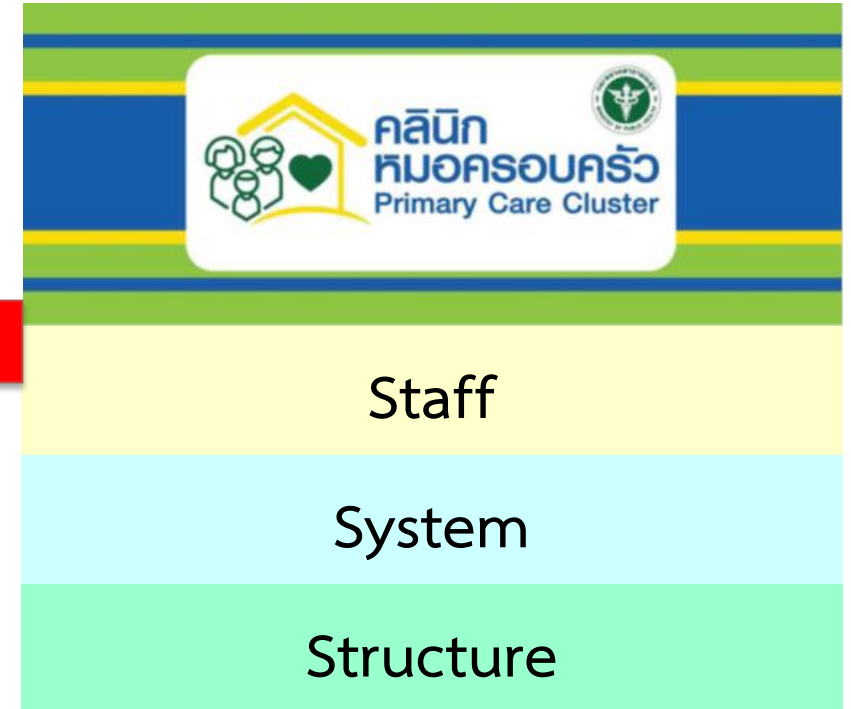 คลินิก
หมอครอบครัว
Primary Care Cluster
Staff
System
Structure